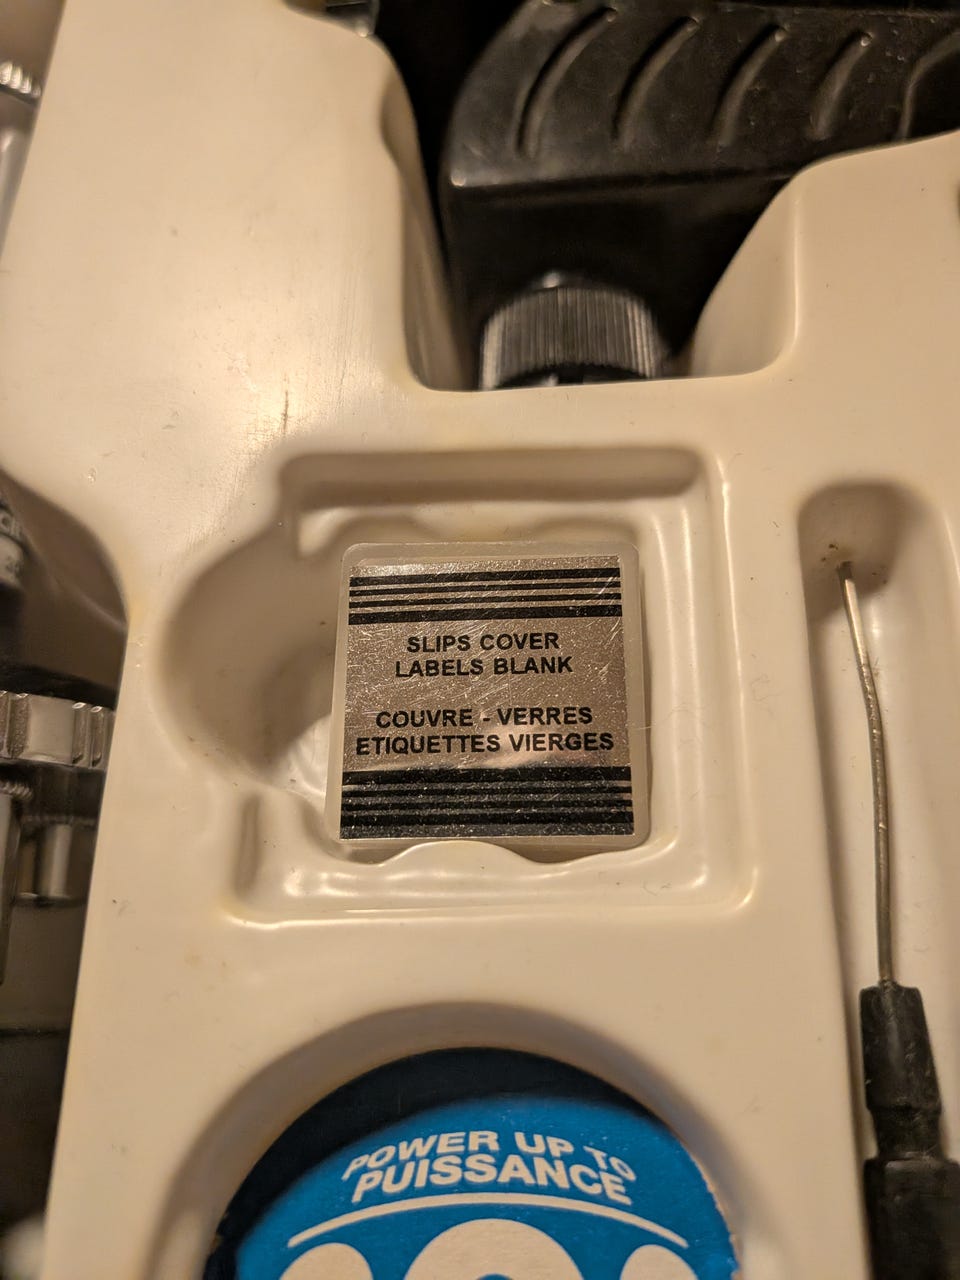 SLIPS COVER
LABELS BLANK
COUVRE - VERRES
ETIQUETTES VIERGES
POWER UP TO
PUISSANCE